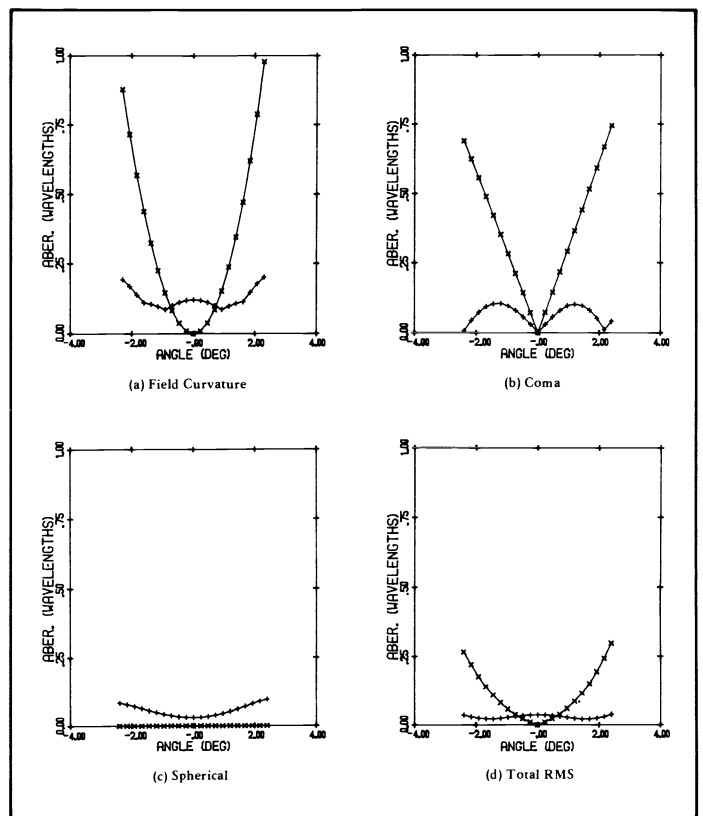 1.00
.75
.50
.25
0.00
ABER. (WAVELENGTHS)
-4.00 -2.00 -.00 2.00 4.00
ANGLE (DEG)
(a) Field Curvature
1.00
.75
.50
.25
0.00
ABER. (WAVELENGTHS)
-4.00 -2.00 -.00 2.00 4.00
ANGLE (DEG)
(b) Coma
1.00
.75
.50
.25
0.00
ABER. (WAVELENGTHS)
-4.00 -2.00 -.00 2.00 4.00
ANGLE (DEG)
(c) Spherical
1.00
.75
.50
.25
0.00
ABER. (WAVELENGTHS)
-4.00 -2.00 -.00 2.00 4.00
ANGLE (DEG)
(d) Total RMS